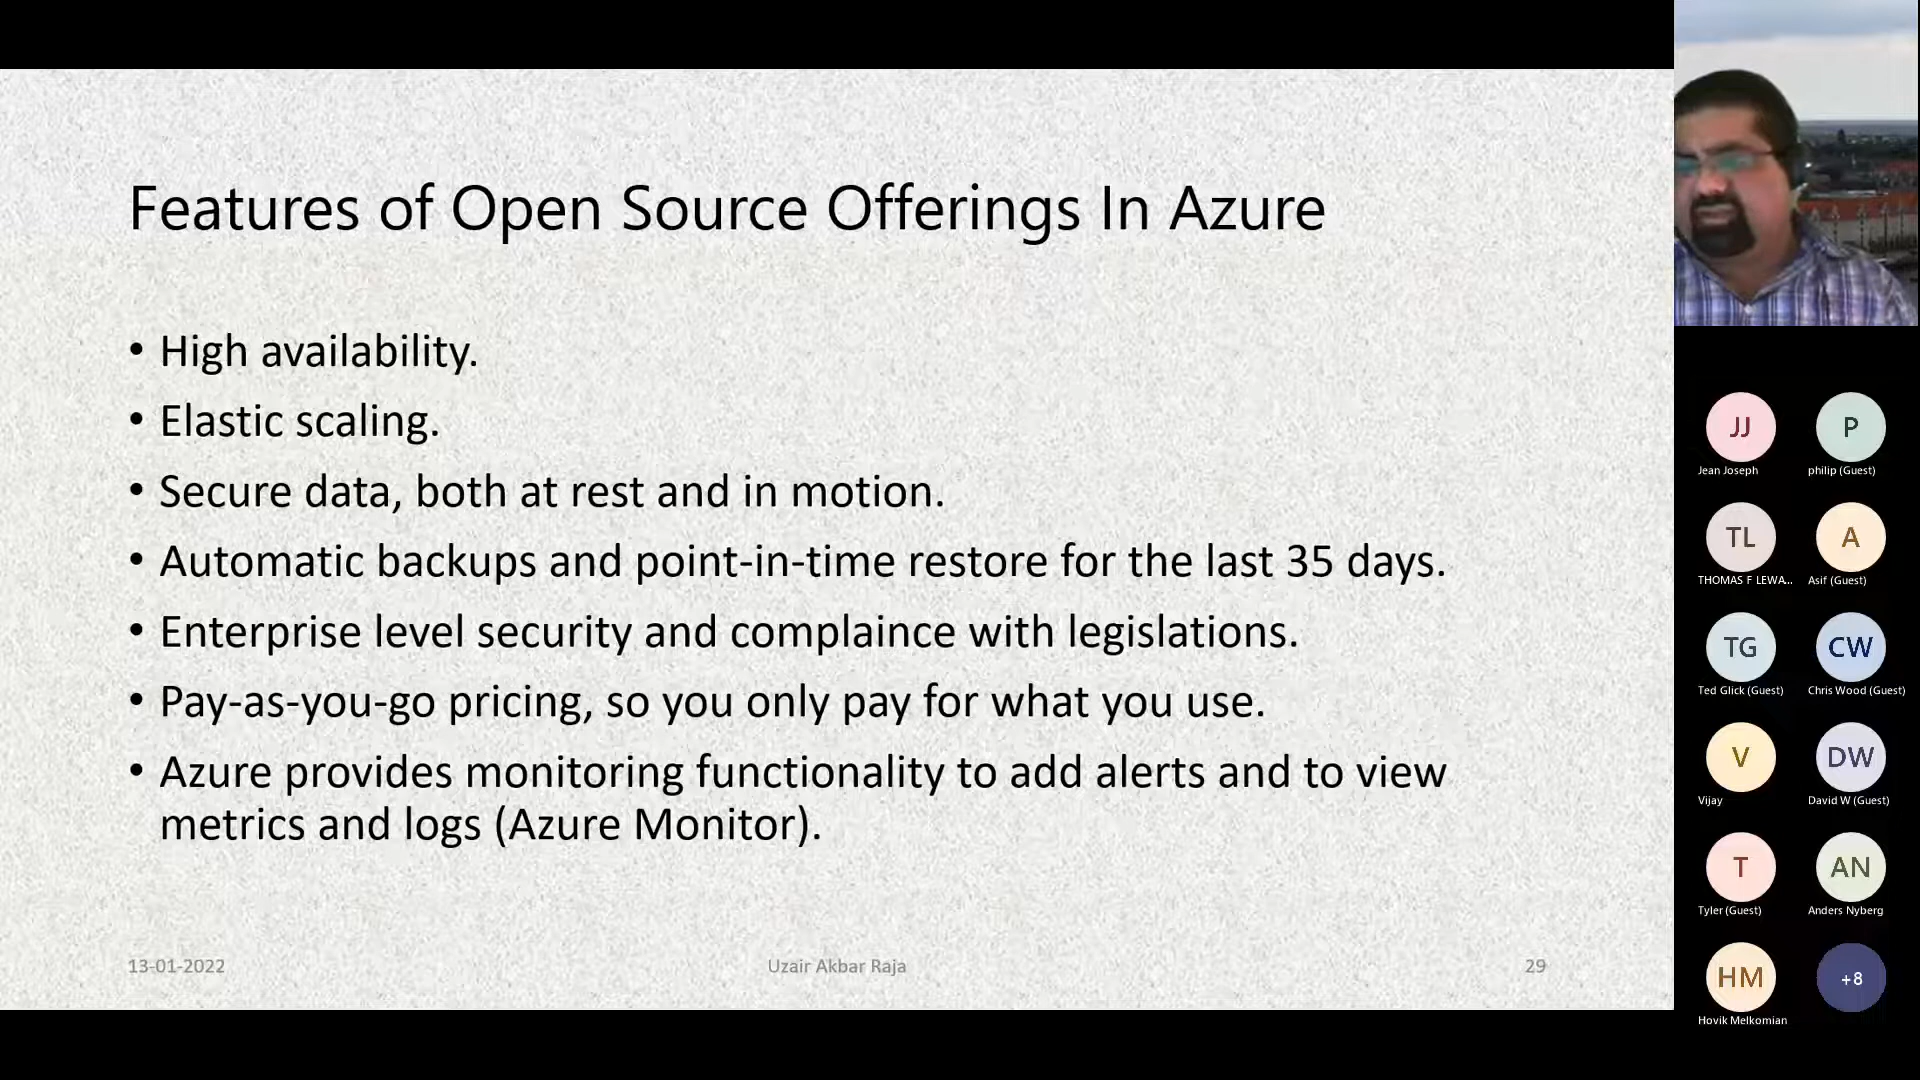 Features of Open Source Offerings In Azure
• High availability.
• Elastic scaling.
• Secure data, both at rest and in motion.
• Automatic backups and point-in-time restore for the last 35 days.
• Enterprise level security and complaince with legislations.
• Pay-as-you-go pricing, so you only pay for what you use.
• Azure provides monitoring functionality to add alerts and to view
metrics and logs (Azure Monitor).
13-01-2022
Uzair Akbar Raja
29
JJ
Jean Joseph
P
philip (Guest)
TL
THOMAS F LEWA...
A
Asif (Guest)
TG
Ted Glick (Guest)
CW
Chris Wood (Guest)
V
Vijay
DW
David W (Guest)
T
Tyler (Guest)
AN
Anders Nyberg
HM
Hovik Melkomian
+8